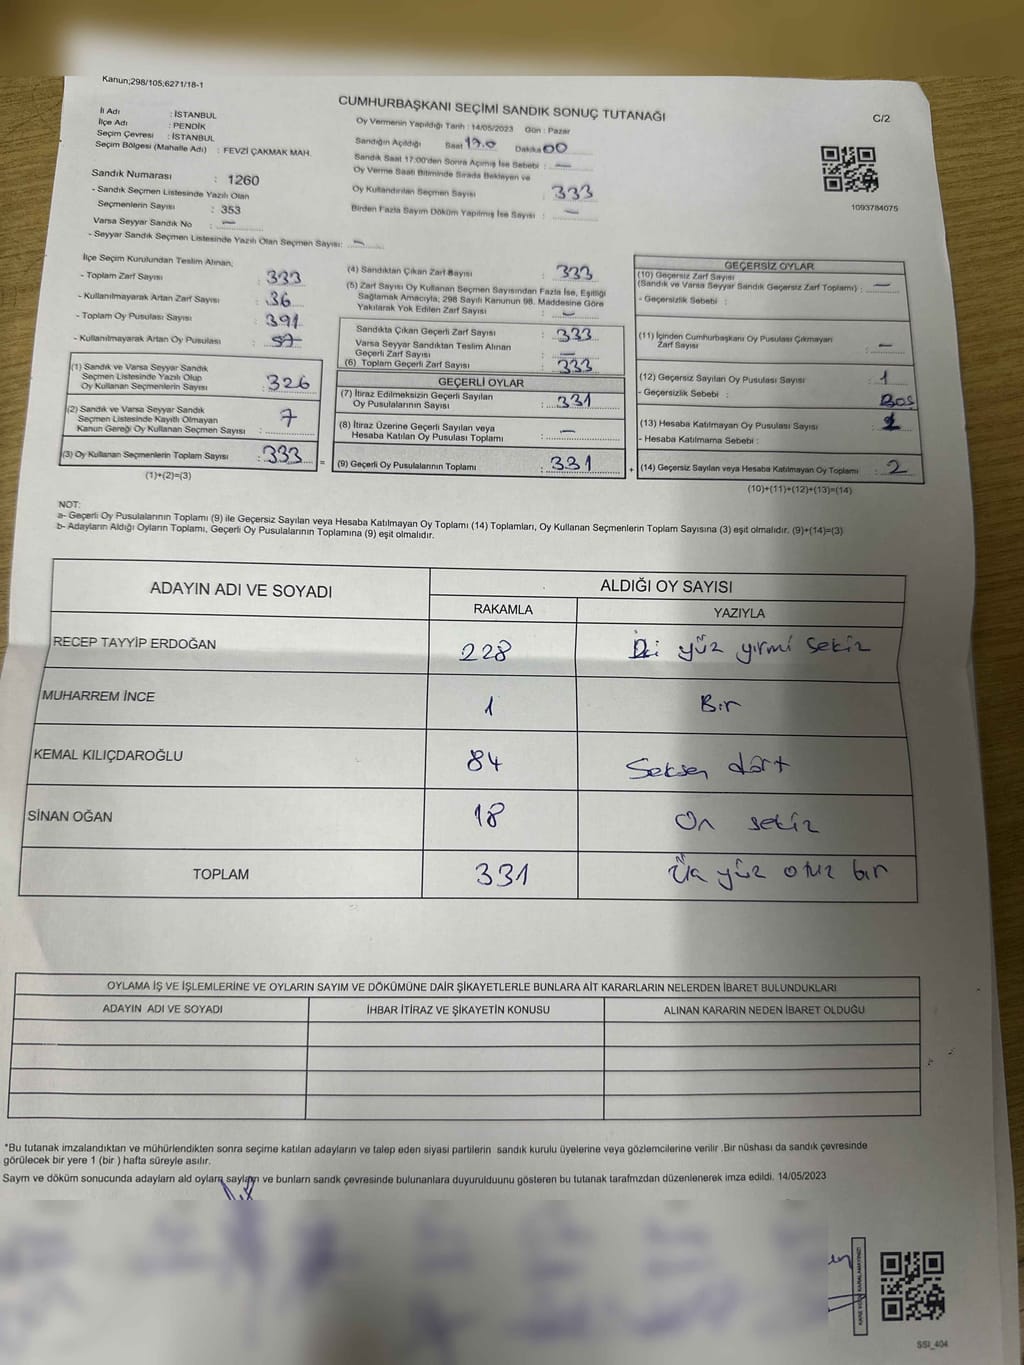 Kanun;298/105;6271/18-1
CUMHURBAŞKANI SEÇİMİ SANDIK SONUÇ TUTANAĞI
C/2
İli Adı : İSTANBUL
İlçe Adı : PENDİK
Seçim Çevresi : İSTANBUL
Seçim Bölgesi (Mahalle Adı) : FEVZİ ÇAKMAK MAH.
Sandık Numarası : 1260
- Sandık Seçmen Listesinde Yazılı Olan
Seçmenlerin Sayısı : 353
Varsa Seyyar Sandık No : —
- Seyyar Sandık Seçmen Listesinde Yazılı Olan Seçmen Sayısı: —
Oy Vermenin Yapıldığı Tarih : 14/05/2023 Gün : Pazar
Sandığın Açıldığı Saat Dakika 00
Sandık Saat 17:00'den Sonra Açımış İse Sebebi : —
Oy Verme Saati Bitiminde Sırada Bekleyen ve
Oy Kullandırılan Seçmen Sayısı : 333
Birden Fazla Sayım Döküm Yapılmış İse Sayısı : —
1093784075
İlçe Seçim Kurulundan Teslim Alınan;
- Toplam Zarf Sayısı : 333
- Kullanılmayarak Artan Zarf Sayısı : 36
- Toplam Oy Pusulası Sayısı : 391
- Kullanılmayarak Artan Oy Pusulası : 57
(1) Sandık ve Varsa Seyyar Sandık
Seçmen Listesinde Yazılı Olup
Oy Kullanan Seçmenlerin Sayısı : 326
(2) Sandık ve Varsa Seyyar Sandık
Seçmen Listesinde Kayıtlı Olmayan
Kanun Gereği Oy Kullanan Seçmen Sayısı : 7
(3) Oy Kullanan Seçmenlerin Toplam Sayısı : 333
(1)+(2)=(3)
(4) Sandıktan Çıkan Zarf Sayısı : 333
(5) Zarf Sayısı Oy Kullanan Seçmen Sayısından Fazla İse, Eşitliği
Sağlamak Amacıyla; 298 Sayılı Kanunun 98. Maddesine Göre
Yakılarak Yok Edilen Zarf Sayısı : —
Sandıkta Çıkan Geçerli Zarf Sayısı : 333
Varsa Seyyar Sandıktan Teslim Alınan
Geçerli Zarf Sayısı : —
(6) Toplam Geçerli Zarf Sayısı : 333
GEÇERLİ OYLAR
(7) İtiraz Edilmeksizin Geçerli Sayılan
Oy Pusulalarının Sayısı : 331
(8) İtiraz Üzerine Geçerli Sayılan veya
Hesaba Katılan Oy Pusulası Toplamı : —
= (9) Geçerli Oy Pusulalarının Toplamı : 331
GEÇERSİZ OYLAR
(10) Geçersiz Zarf Sayısı
(Sandık ve Varsa Seyyar Sandık Geçersiz Zarf Toplamı) : —
- Geçersizlik Sebebi :
(11) İçinden Cumhurbaşkanı Oy Pusulası Çıkmayan
Zarf Sayısı : —
(12) Geçersiz Sayılan Oy Pusulası Sayısı : 1
- Geçersizlik Sebebi : Boş
(13) Hesaba Katılmayan Oy Pusulası Sayısı :
- Hesaba Katılmama Sebebi :
+ (14) Geçersiz Sayılan veya Hesaba Katılmayan Oy Toplamı : 2
(10)+(11)+(12)+(13)=(14)
NOT:
a- Geçerli Oy Pusulalarının Toplamı (9) ile Geçersiz Sayılan veya Hesaba Katılmayan Oy Toplamı (14) Toplamları, Oy Kullanan Seçmenlerin Toplam Sayısına (3) eşit olmalıdır. (9)+(14)=(3)
b- Adayların Aldığı Oyların Toplamı, Geçerli Oy Pusulalarının Toplamına (9) eşit olmalıdır.
ADAYIN ADI VE SOYADI
ALDIĞI OY SAYISI
RAKAMLA YAZIYLA
RECEP TAYYİP ERDOĞAN 228 İki yüz yirmi sekiz
MUHARREM İNCE 1 Bir
KEMAL KILIÇDAROĞLU 84 Seksen dört
SİNAN OĞAN 18 On sekiz
TOPLAM 331 Üç yüz otuz bir
OYLAMA İŞ VE İŞLEMLERİNE VE OYLARIN SAYIM VE DÖKÜMÜNE DAİR ŞİKAYETLERLE BUNLARA AİT KARARLARIN NELERDEN İBARET BULUNDUKLARI
ADAYIN ADI VE SOYADI İHBAR İTİRAZ VE ŞİKAYETİN KONUSU ALINAN KARARIN NEDEN İBARET OLDUĞU
*Bu tutanak imzalandıktan ve mühürlendikten sonra seçime katılan adayların ve talep eden siyasi partilerin sandık kurulu üyelerine veya gözlemcilerine verilir .Bir nüshası da sandık çevresinde
görülecek bir yere 1 (bir ) hafta süreyle asılır.
Sayım ve döküm sonucunda adaylarn ald oylarn saylarn ve bunlarn sandk çevresinde bulunanlara duyurulduunu gösteren bu tutanak tarafmzdan düzenlenerek imza edildi. 14/05/2023
SSI_404